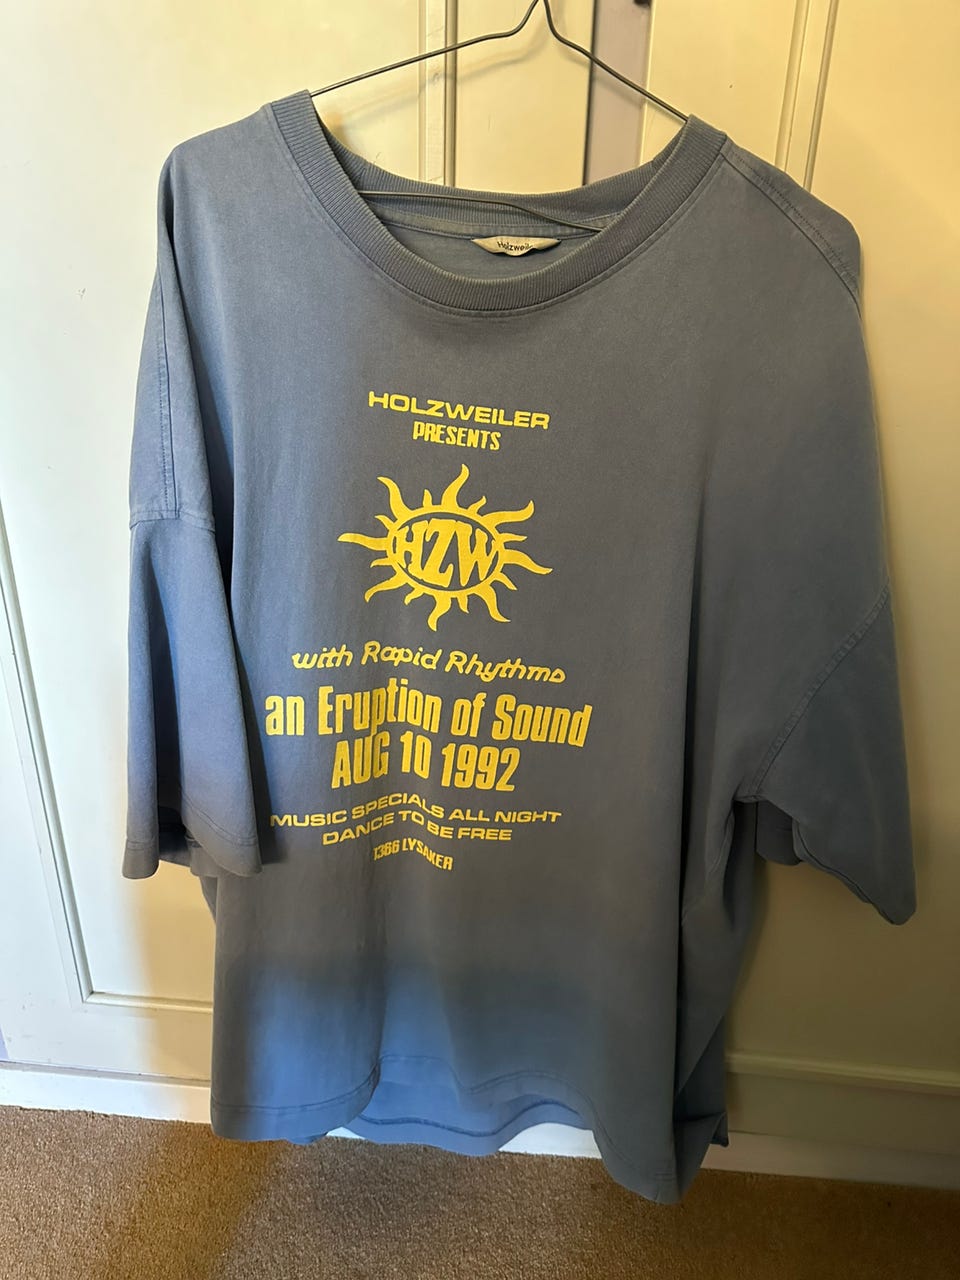 Holzweiler
HOLZWEILER
PRESENTS
HZW
with Rapid Rhythms
an Eruption of Sound
AUG 10 1992
MUSIC SPECIALS ALL NIGHT
DANCE TO BE FREE
1366 LYSAKER